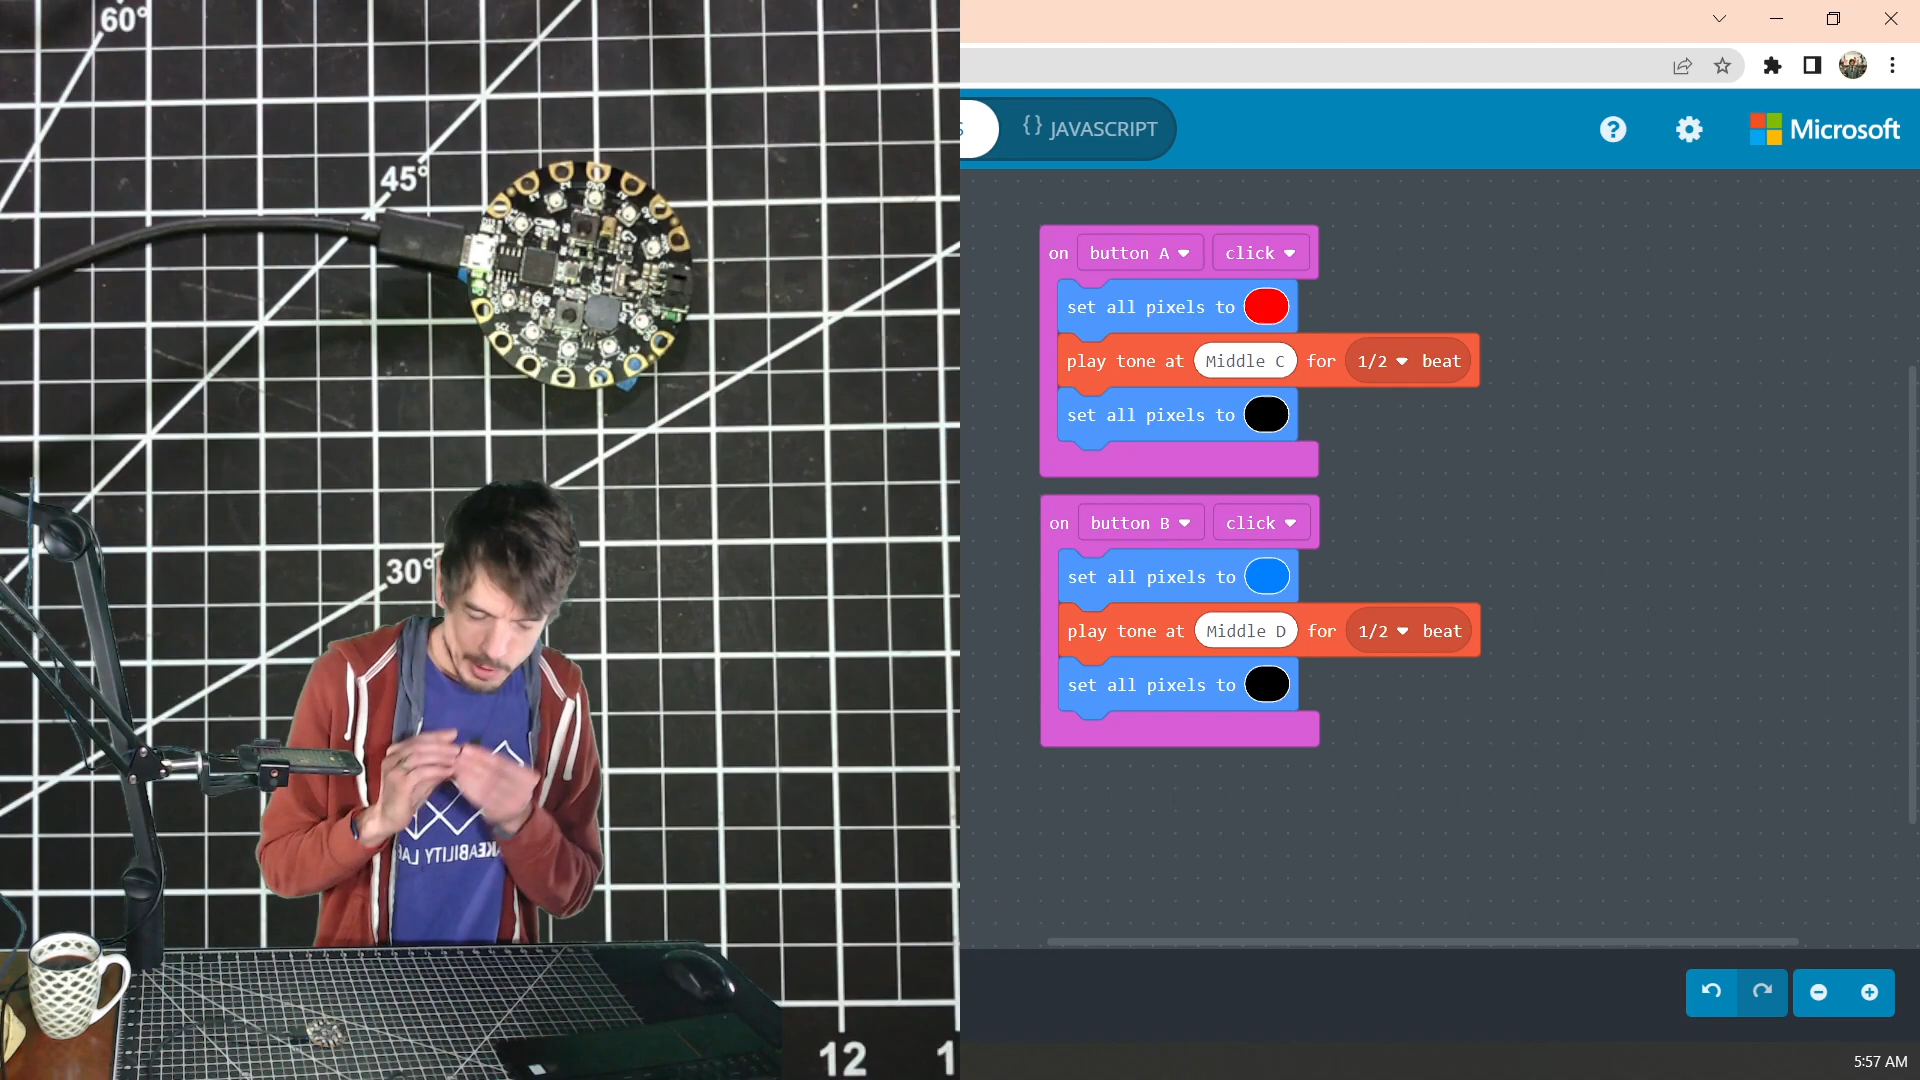 60°
45°
30°
12
1
{} JAVASCRIPT
Microsoft
on button A click
set all pixels to
play tone at Middle C for 1/2 beat
set all pixels to
on button B click
set all pixels to
play tone at Middle D for 1/2 beat
set all pixels to
5:57 AM